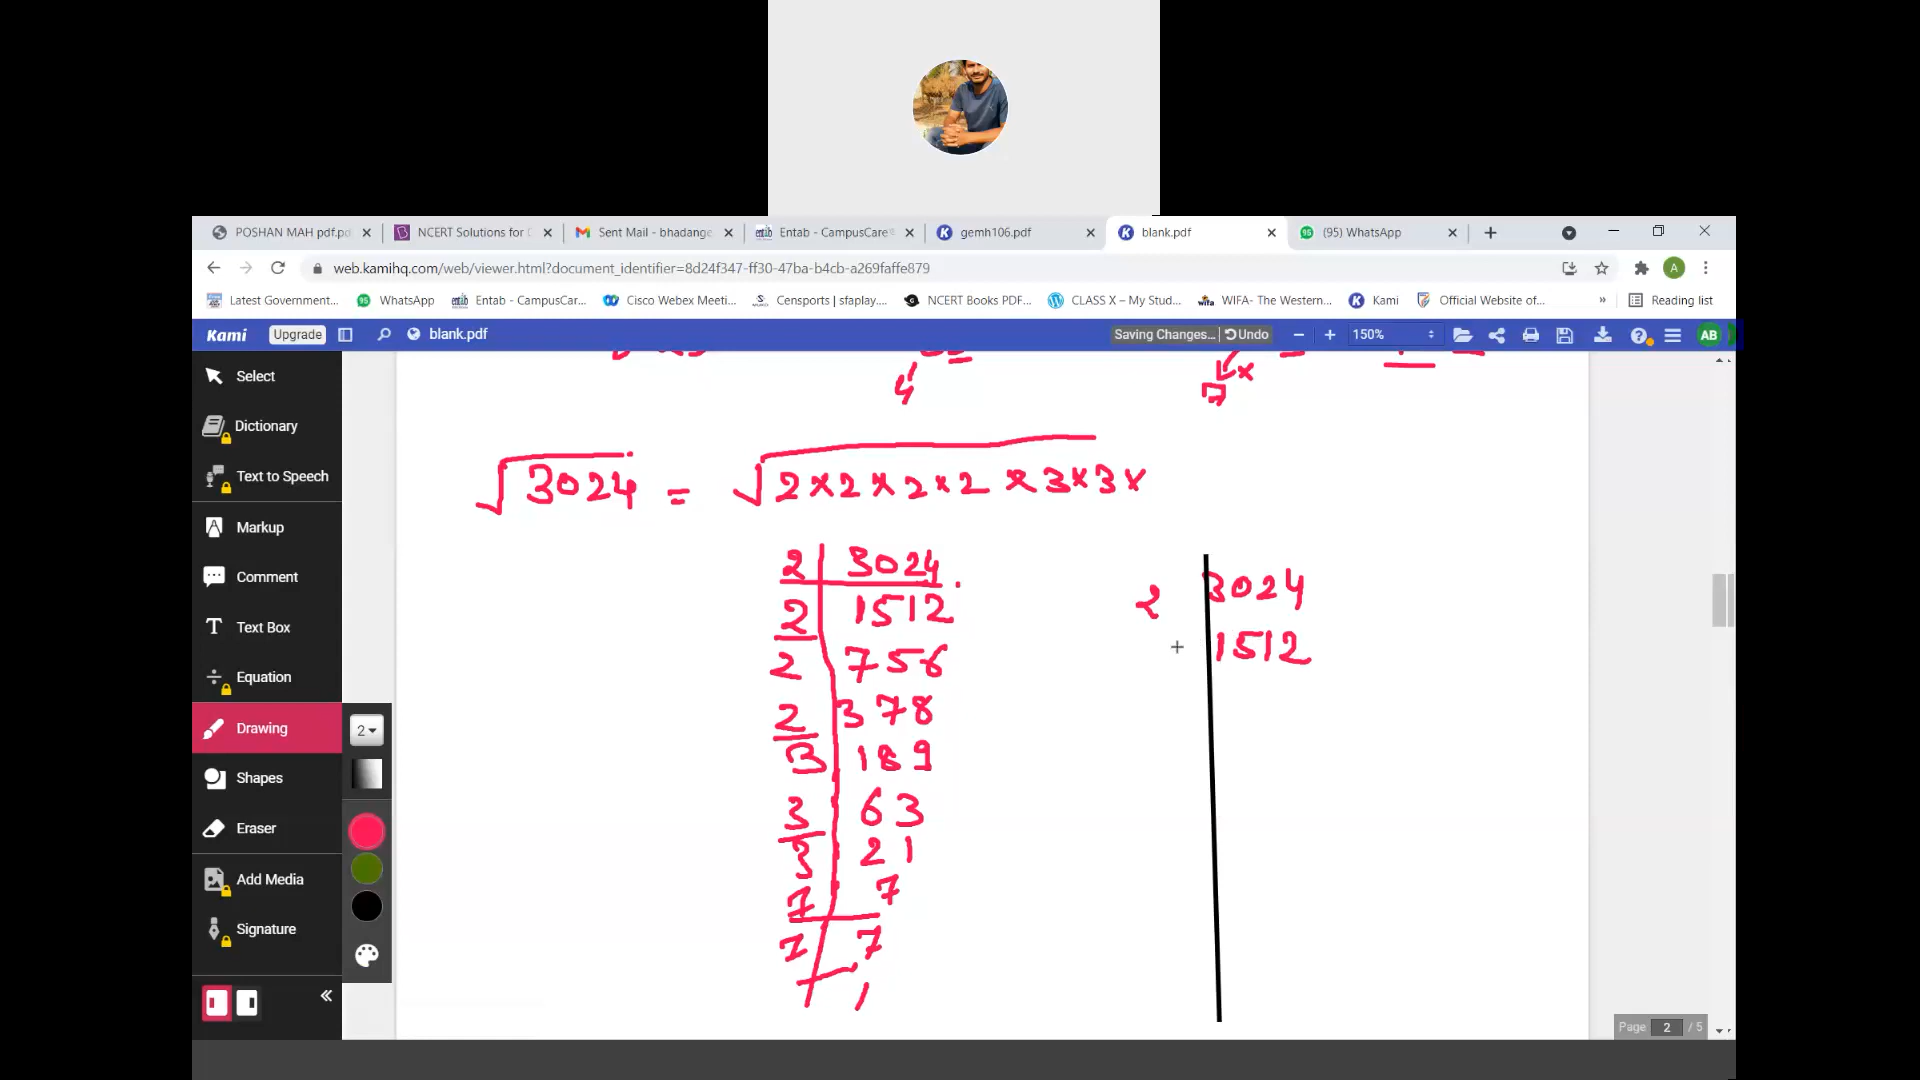 POSHAN MAH pdf.pd
NCERT Solutions for
Sent Mail - bhadange
Entab - CampusCare
gemh106.pdf
blank.pdf
(95) WhatsApp
web.kamihq.com/web/viewer.html?document_identifier=8d24f347-ff30-47ba-b4cb-a269faffe879
A
Latest Government...
WhatsApp
Entab - CampusCar...
Cisco Webex Meeti...
Censports | sfaplay....
NCERT Books PDF...
CLASS X – My Stud...
WIFA- The Western...
Kami
Official Website of...
»
Reading list
Kami
Upgrade
blank.pdf
Saving Changes...
Undo
150%
AB
Select
Dictionary
Text to Speech
Markup
Comment
Text Box
Equation
Drawing
2
Shapes
Eraser
Add Media
Signature
«
4
7 x
√3024 = √2×2×2×2×3×3×
2 3024
2 1512
2 756
2 378
3 189
3 63
3 21
7 7
7 7
1
2 3024
1512
Page 2 / 5